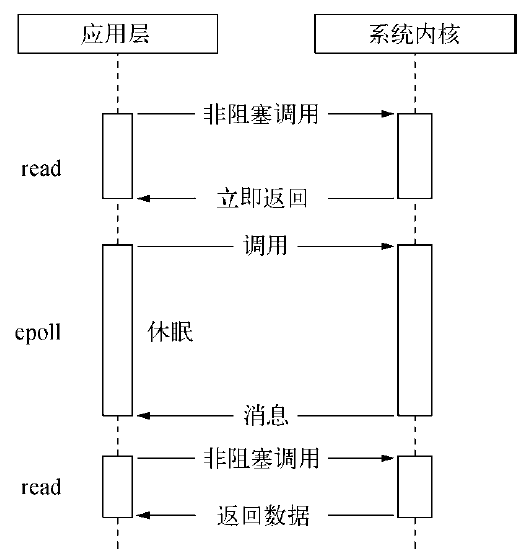 应用层
系统内核
非阻塞调用
read
立即返回
调用
epoll
休眠
消息
非阻塞调用
read
返回数据